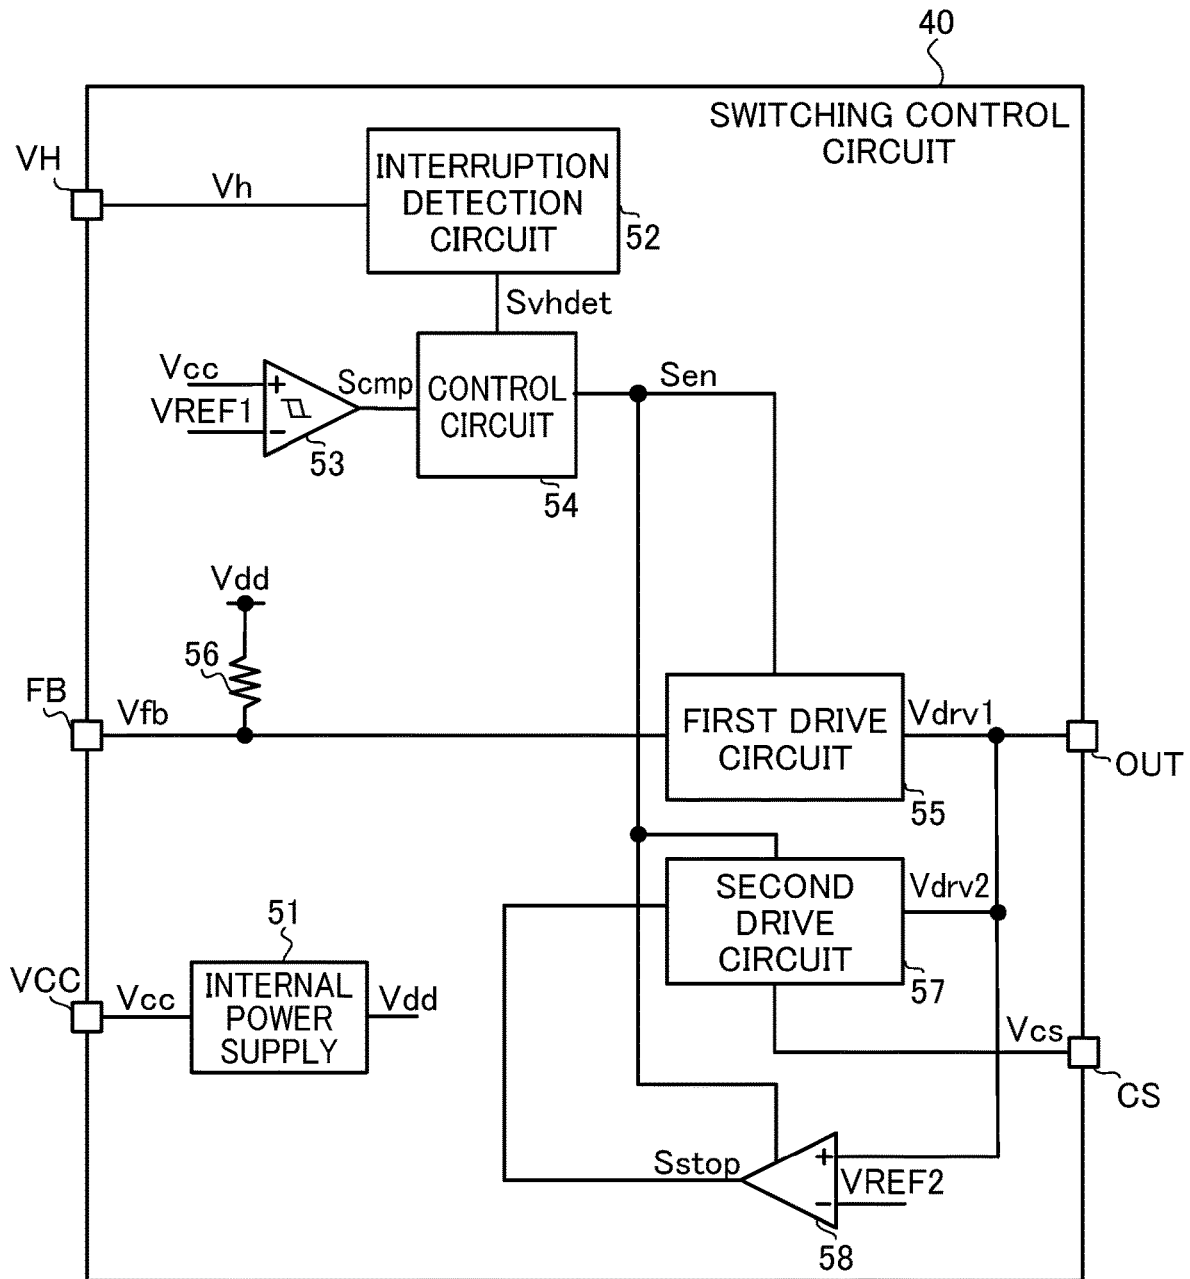 40
SWITCHING CONTROL
CIRCUIT
VH
Vh
INTERRUPTION
DETECTION
CIRCUIT
52
Svhdet
Vcc
+
VREF1
−
53
Scmp
CONTROL
CIRCUIT
54
Sen
Vdd
56
FB
Vfb
FIRST DRIVE
CIRCUIT
55
Vdrv1
OUT
SECOND
DRIVE
CIRCUIT
57
Vdrv2
51
VCC
Vcc
INTERNAL
POWER
SUPPLY
Vdd
Vcs
CS
Sstop
+
VREF2
−
58